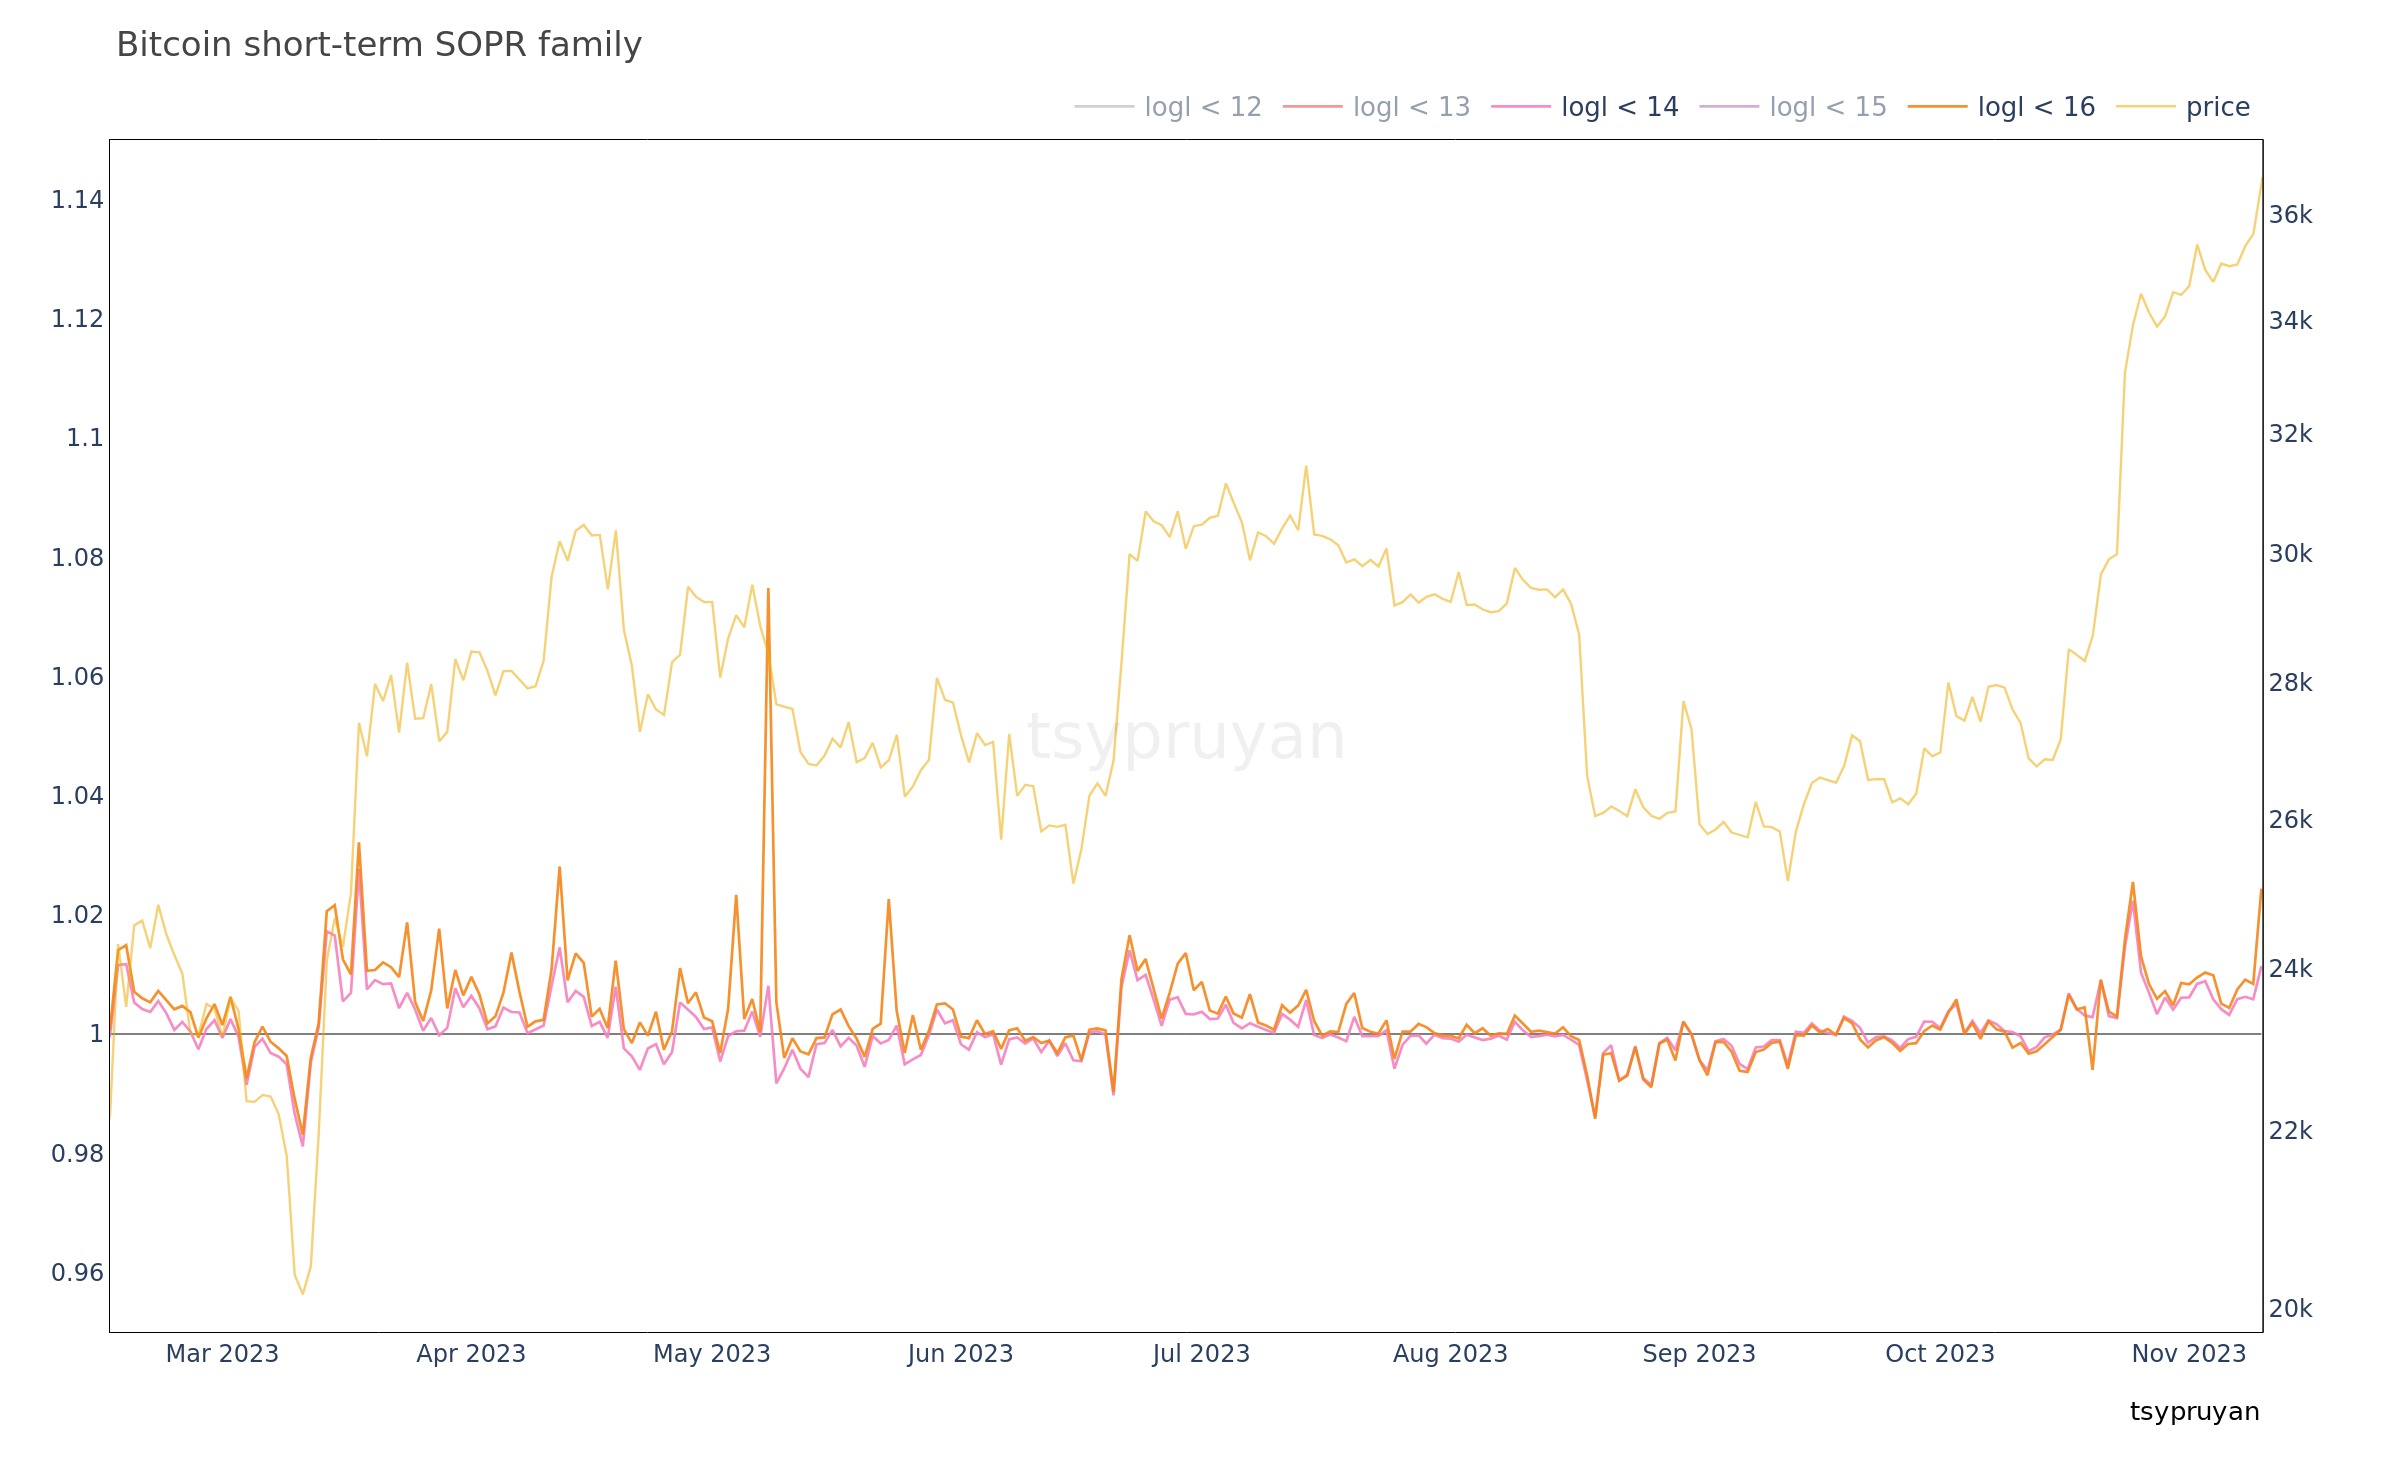 Bitcoin short-term SOPR family
logl < 12 logl < 13 logl < 14 logl < 15 logl < 16 price
1.14
1.12
1.1
1.08
1.06
1.04
1.02
1
0.98
0.96
36k
34k
32k
30k
28k
26k
24k
22k
20k
tsypruyan
Mar 2023 Apr 2023 May 2023 Jun 2023 Jul 2023 Aug 2023 Sep 2023 Oct 2023 Nov 2023
tsypruyan